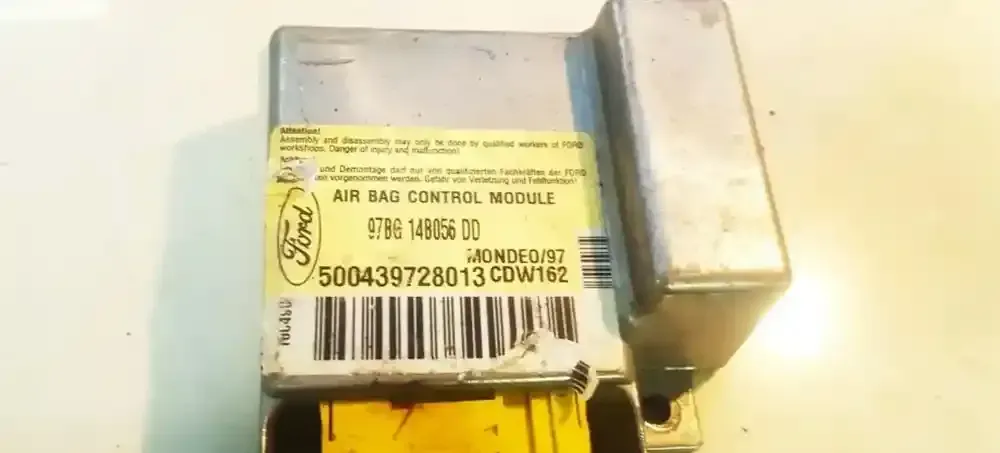 Attention!
Assembly and disassembly may only be done by qualified workers of FORD
workshops. Danger of injury and malfunction!
und Demontage darf nur von qualifizierten Fachkräften der FORD
vorgenommen werden. Gefahr von Verletzung und Fehlfunktion!
AIR BAG CONTROL MODULE
Ford
97BG 14B056 DD
MONDEO/97
500439728013 CDW162